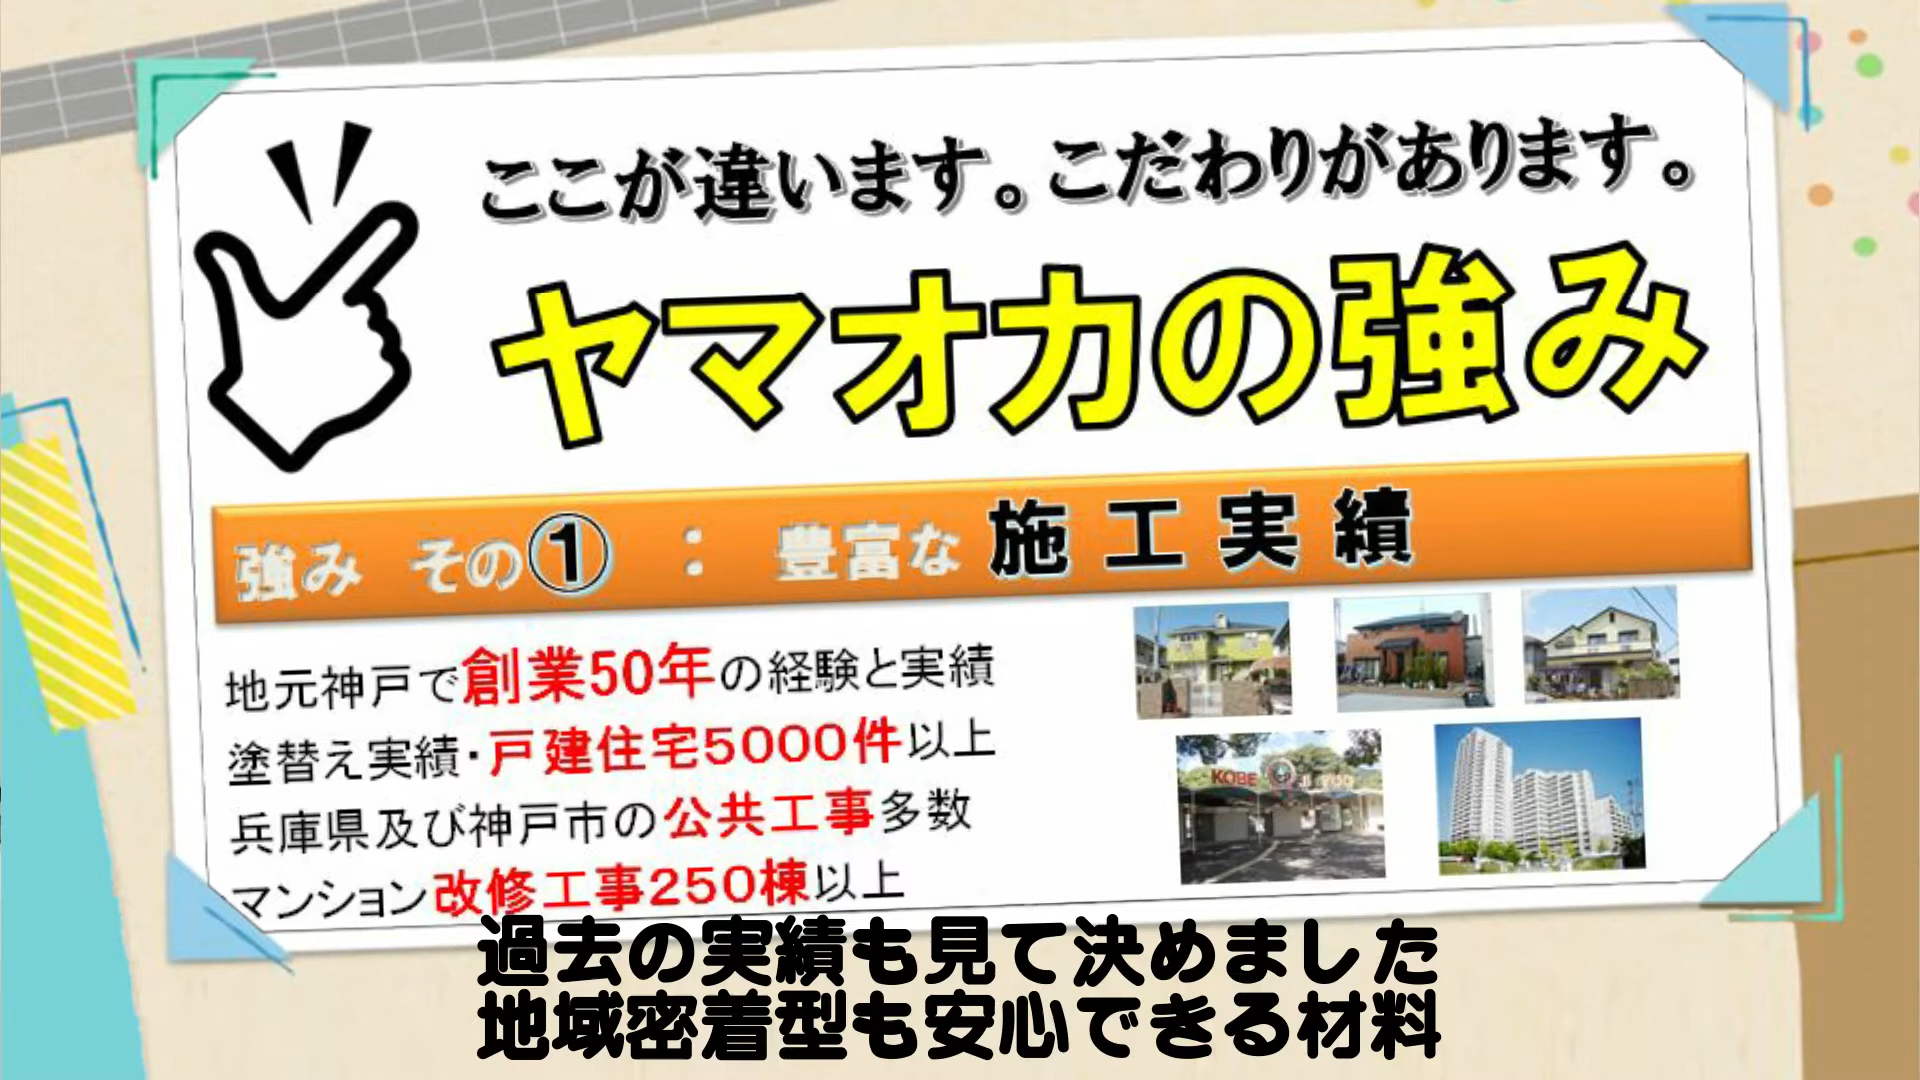 ここが違います。こだわりがあります。
ヤマオカの強み
強み その① : 豊富な 施工実績
地元神戸で創業50年の経験と実績
塗替え実績・戸建住宅5000件以上
兵庫県及び神戸市の公共工事多数
マンション改修工事250棟以上
KOBE
過去の実績も見て決めました
地域密着型も安心できる材料